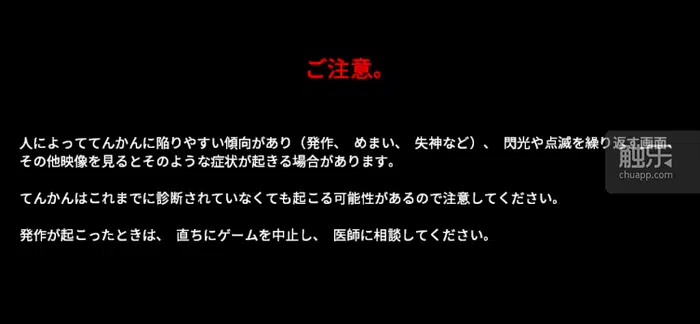 ご注意。
人によっててんかんに陥りやすい傾向があり（発作、 めまい、 失神など）、 閃光や点滅を繰り返す画面、
その他映像を見るとそのような症状が起きる場合があります。
てんかんはこれまでに診断されていなくても起こる可能性があるので注意してください。
発作が起こったときは、 直ちにゲームを中止し、 医師に相談してください。
触乐
chuapp.com